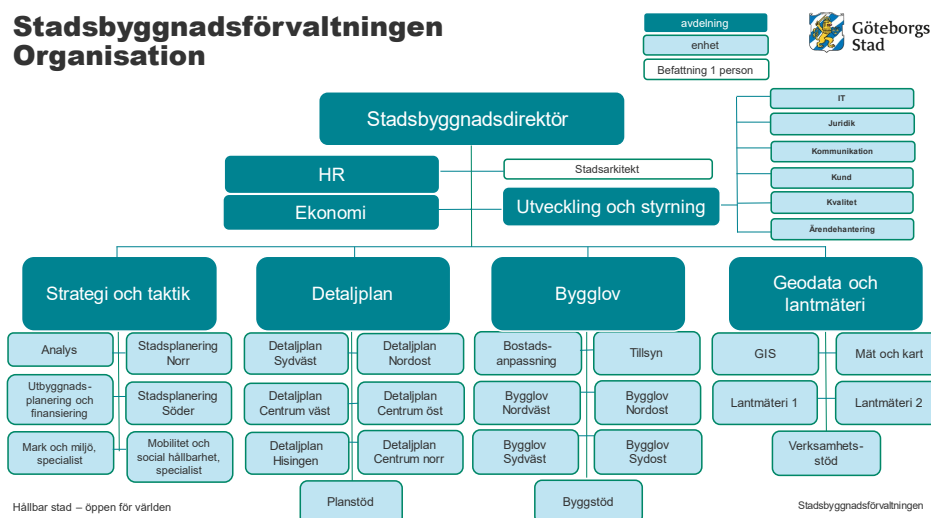 Stadsbyggnadsförvaltningen
Organisation
avdelning
enhet
Befattning 1 person
Göteborgs
Stad
Stadsbyggnadsdirektör
HR
Ekonomi
Stadsarkitekt
Utveckling och styrning
IT
Juridik
Kommunikation
Kund
Kvalitet
Ärendehantering
Strategi och taktik
Detaljplan
Bygglov
Geodata och
lantmäteri
Analys
Stadsplanering
Norr
Utbyggnads-
planering och
finansiering
Stadsplanering
Söder
Mark och miljö,
specialist
Mobilitet och
social hållbarhet,
specialist
Detaljplan
Sydväst
Detaljplan
Nordost
Detaljplan
Centrum väst
Detaljplan
Centrum öst
Detaljplan
Hisingen
Detaljplan
Centrum norr
Planstöd
Bostads-
anpassning
Tillsyn
Bygglov
Nordväst
Bygglov
Nordost
Bygglov
Sydväst
Bygglov
Sydost
Byggstöd
GIS
Mät och kart
Lantmäteri 1
Lantmäteri 2
Verksamhets-
stöd
Hållbar stad – öppen för världen
Stadsbyggnadsförvaltningen